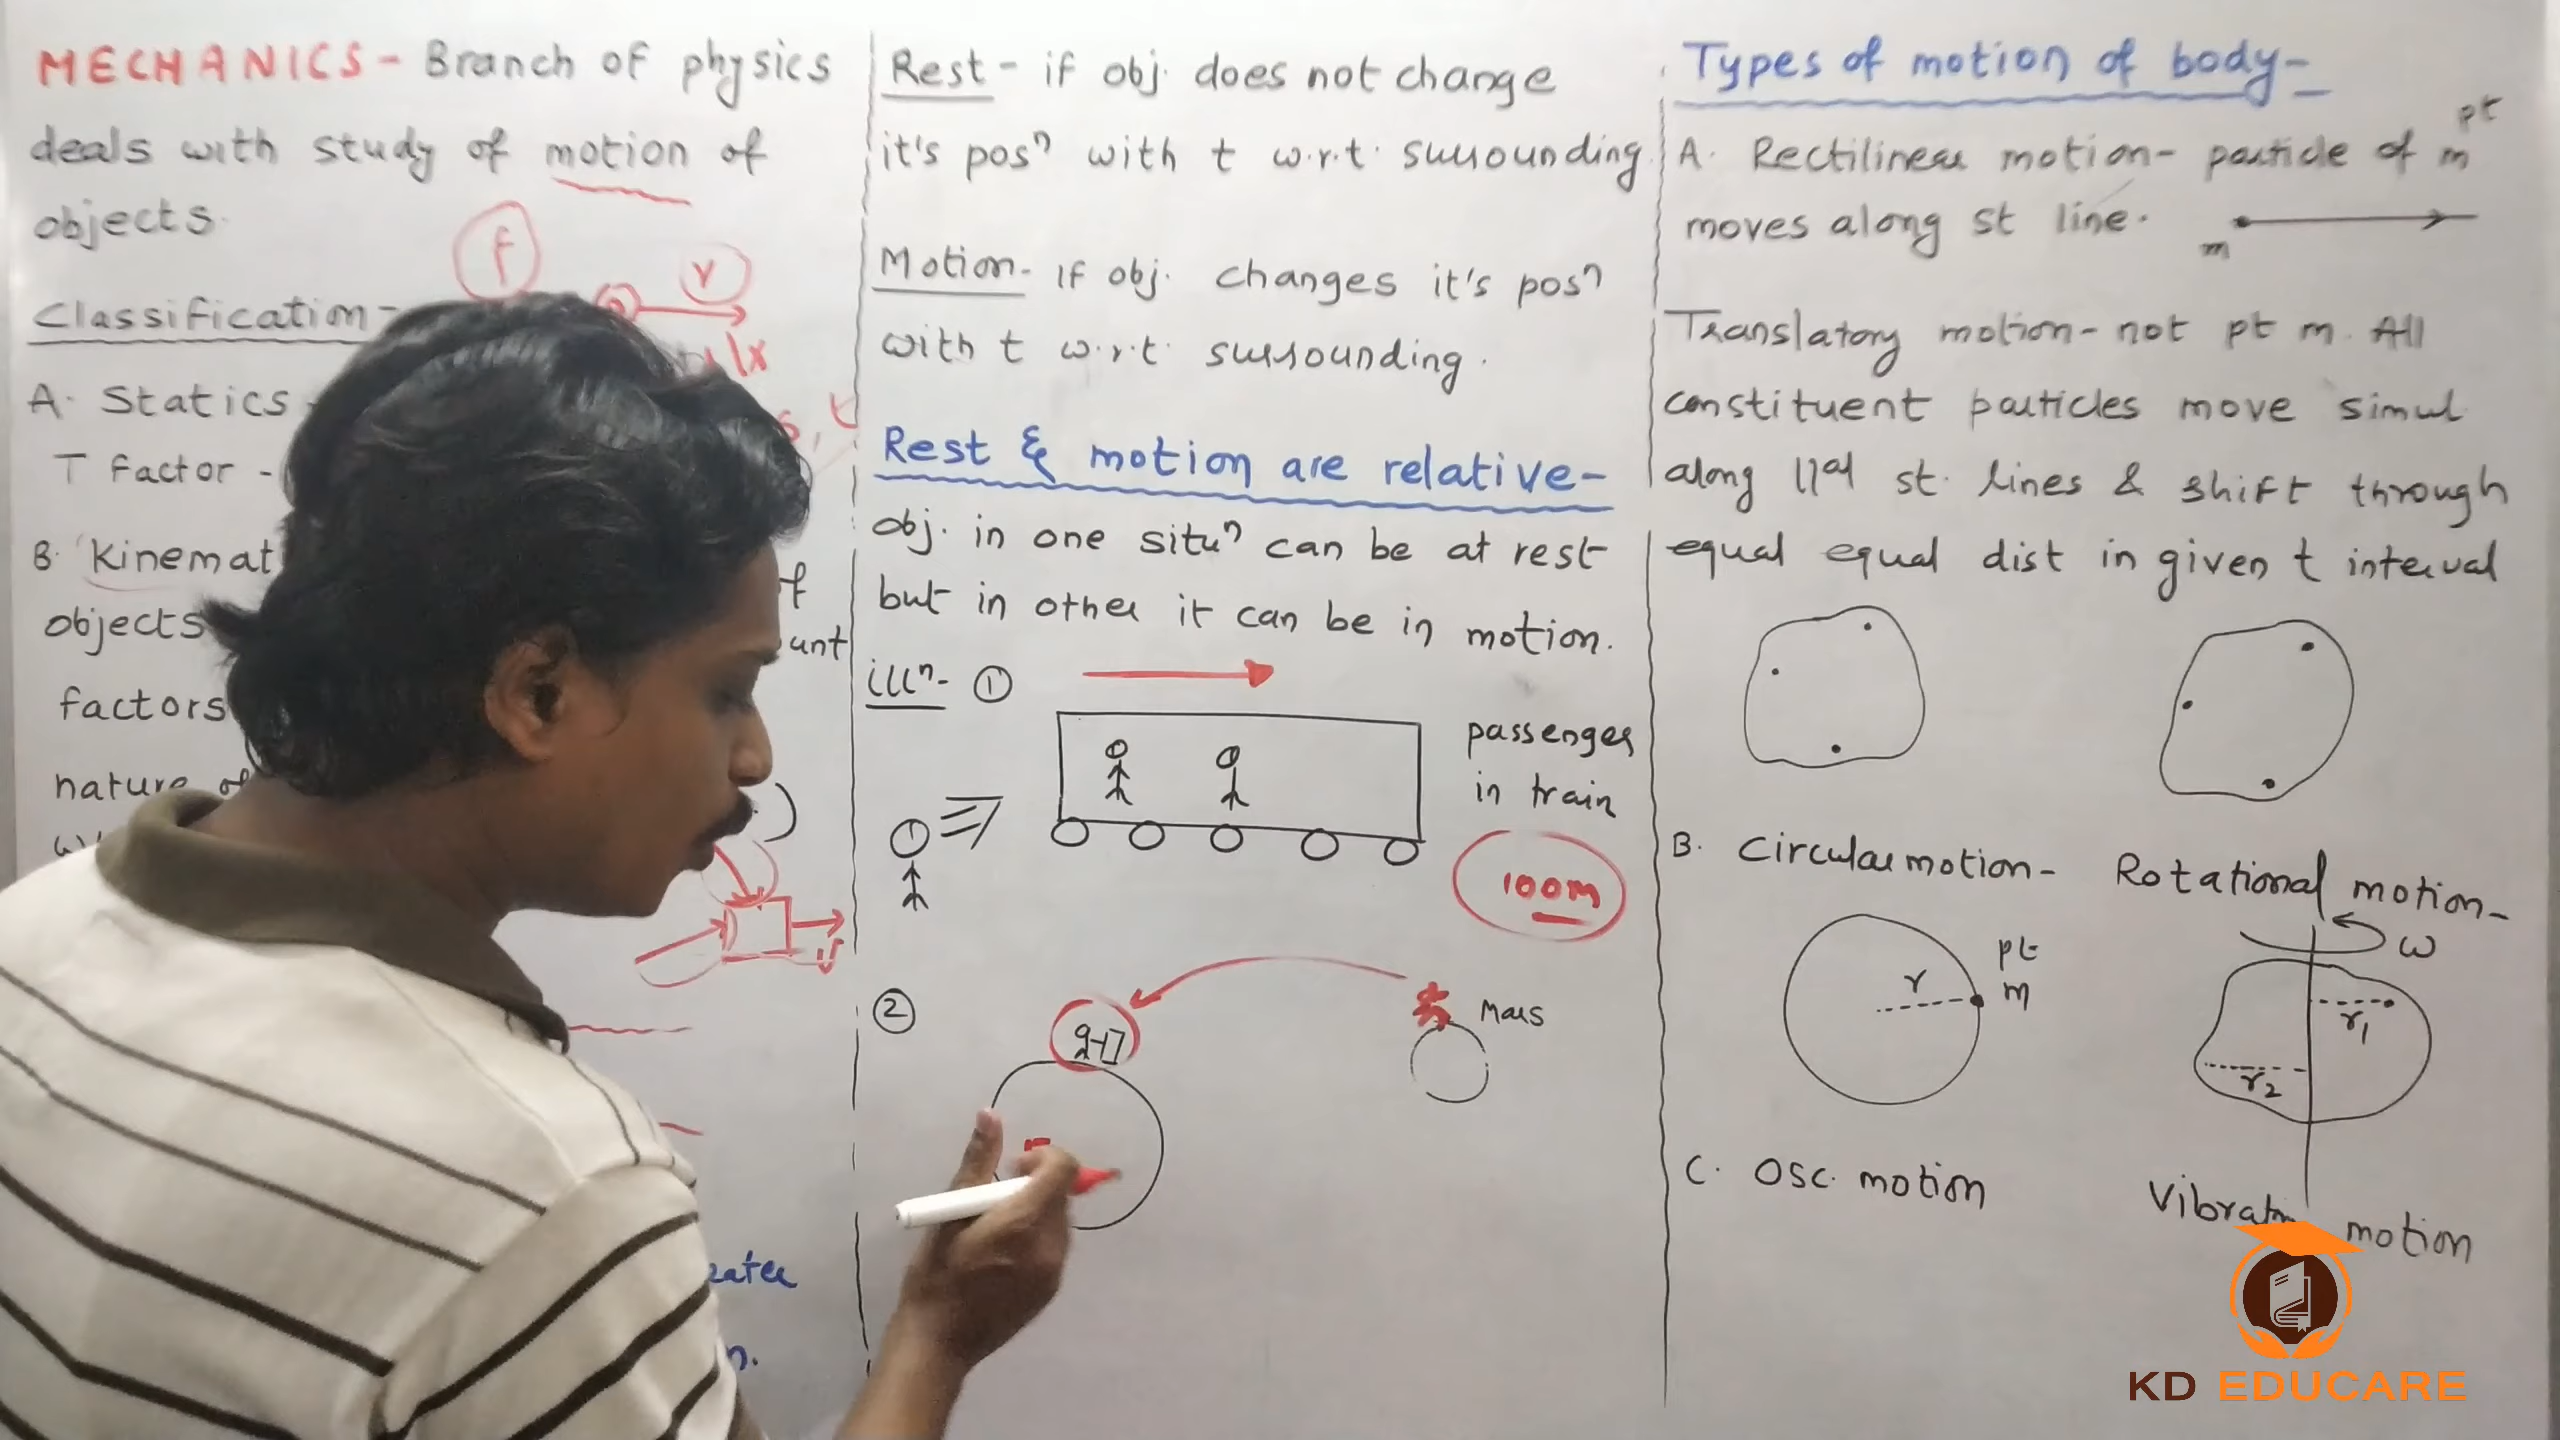 MECHANICS - Branch of physics
deals with study of motion of
objects.
f
v
Classification -
A. Statics -
T factor -
B. Kinemat
objects
unt
factors
nature of
Rest - if obj. does not change
it's posⁿ with t w.r.t. surrounding
Motion - If obj. changes it's posⁿ
with t w.r.t. surrounding.
Rest & motion are relative -
obj. in one situⁿ can be at rest
but in other it can be in motion.
illⁿ - ①
passenger
in train
100m
②
Mars
Types of motion of body -
A. Rectilinear motion - particle of pt m
moves along st line.
m
Translatory motion - not pt m. All
constituent particles move simul
along ||al st. lines & shift through
equal equal dist in given t interval
B. Circular motion - Rotational motion -
ω
r
pt
m
r1
r2
C. Osc. motion
Vibratn motion
KD EDUCARE